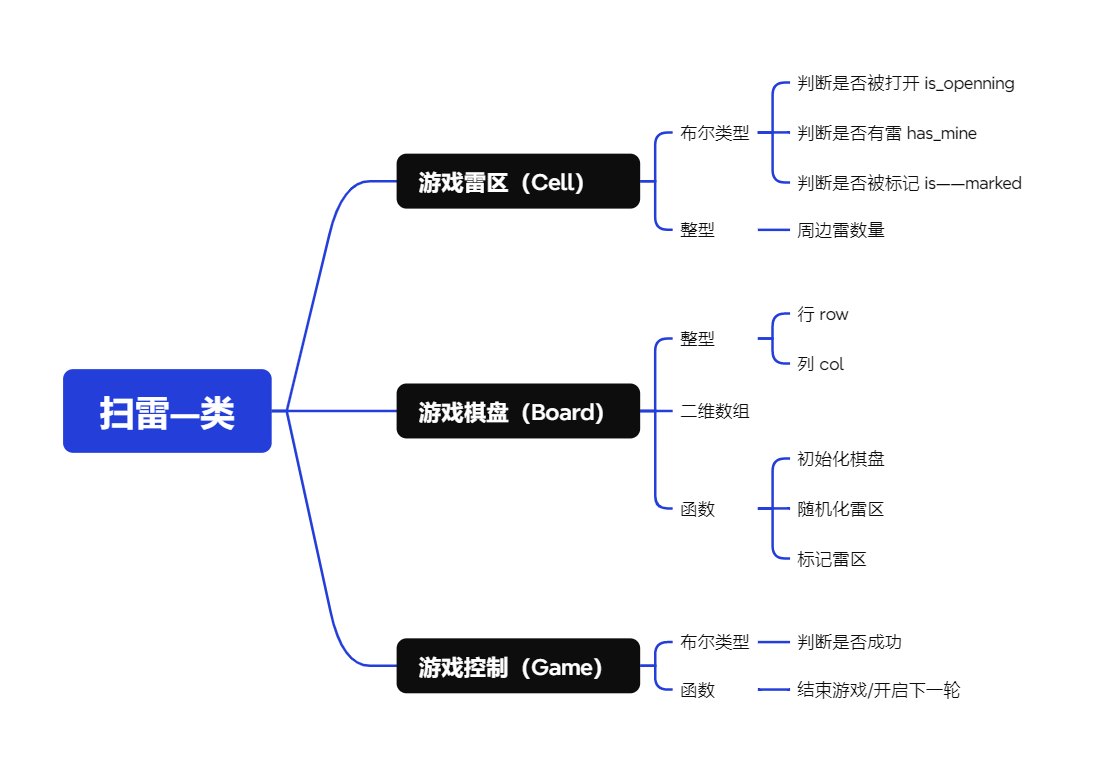 扫雷—类
游戏雷区（Cell）
布尔类型
判断是否被打开 is_openning
判断是否有雷 has_mine
判断是否被标记 is——marked
整型
周边雷数量
游戏棋盘（Board）
整型
行 row
列 col
二维数组
函数
初始化棋盘
随机化雷区
标记雷区
游戏控制（Game）
布尔类型
判断是否成功
函数
结束游戏/开启下一轮